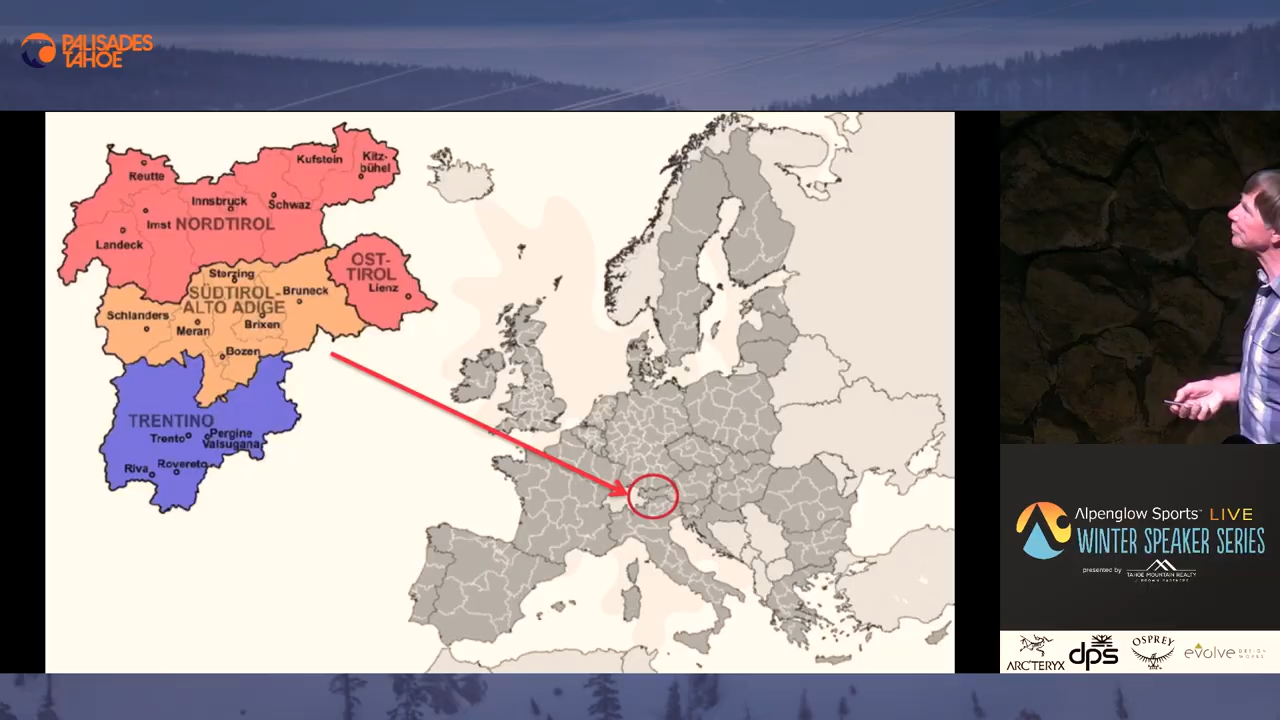 PALISADES
TAHOE
Reutte
Kufstein
Kitz-
bühel
Innsbruck
Schwaz
Imst
NORDTIROL
Landeck
OST-
TIROL
Lienz
Sterzing
SÜDTIROL-
ALTO ADIGE
Bruneck
Schlanders
Meran
Brixen
Bozen
TRENTINO
Trento
Pergine
Valsugana
Riva
Rovereto
Alpenglow Sports LIVE
WINTER SPEAKER SERIES
presented by
TAHOE MOUNTAIN REALTY
ARC'TERYX
dps
OSPREY
evolve DESIGN
WORKS